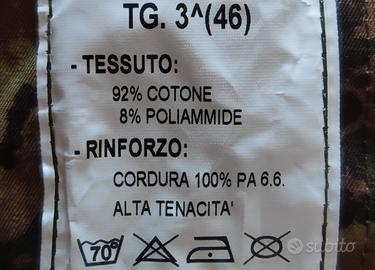 TG. 3^(46)
- TESSUTO:
92% COTONE
8% POLIAMMIDE
- RINFORZO:
CORDURA 100% PA 6.6.
ALTA TENACITA'
70°
subito